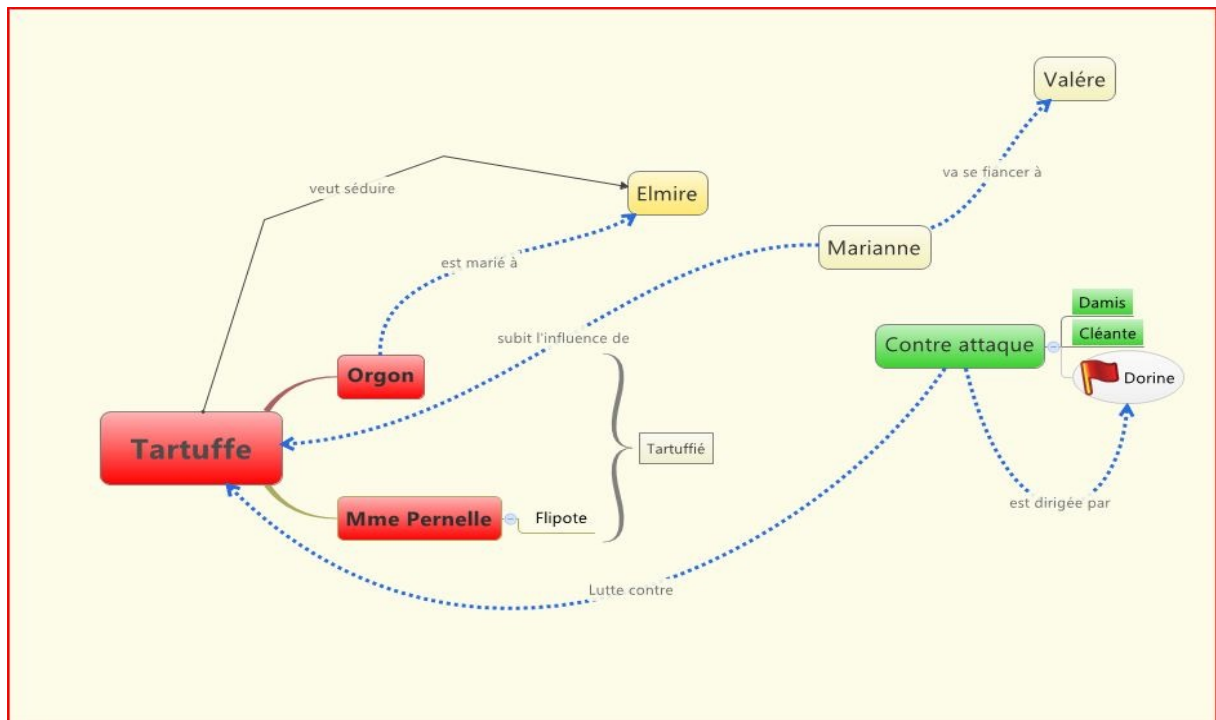 Valére
va se fiancer à
veut séduire
Elmire
Marianne
est marié à
Damis
Cléante
Contre attaque
subit l'influence de
Orgon
Dorine
Tartuffe
Tartuffié
est dirigée par
Mme Pernelle
Flipote
Lutte contre